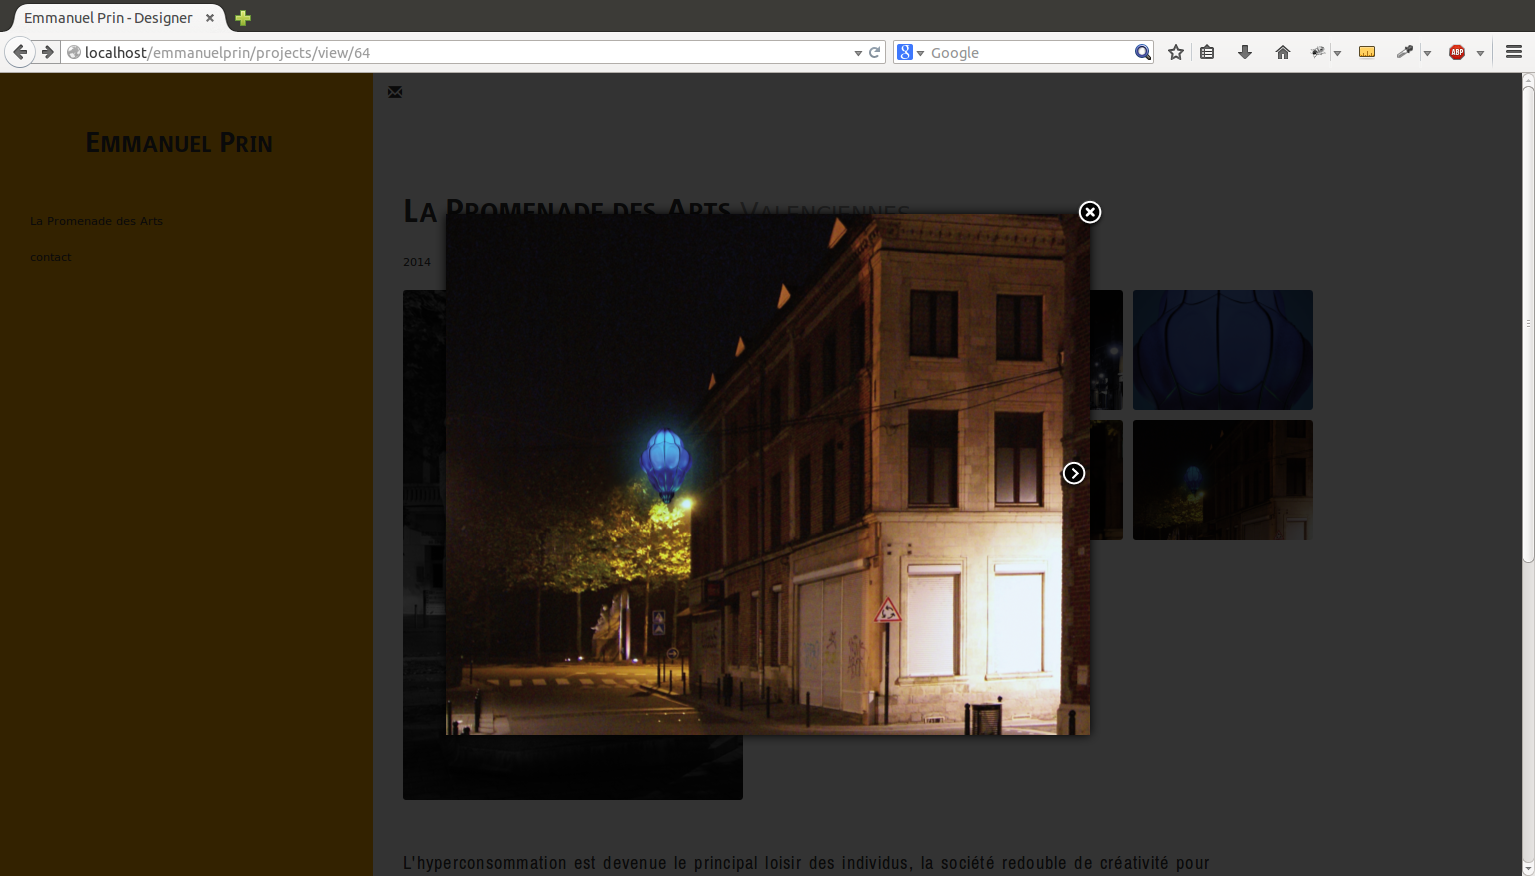 Emmanuel Prin - Designer
localhost/emmanuelprin/projects/view/64
Google
ABP
EMMANUEL PRIN
La Promenade des Arts
contact
LA PROMENADE DES ARTS VALENCIENNES
2014
L'hyperconsommation est devenue le principal loisir des individus, la société redouble de créativité pour